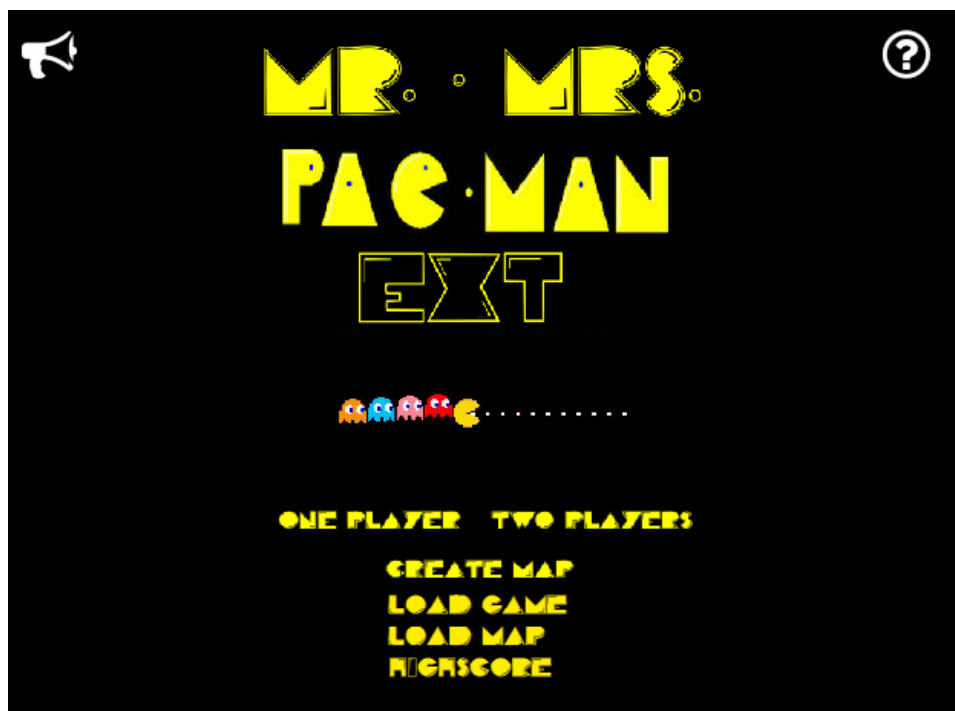 MR. · MRS.
PAC·MAN
EXT
ONE PLAYER TWO PLAYERS
CREATE MAP
LOAD GAME
LOAD MAP
HIGHSCORE